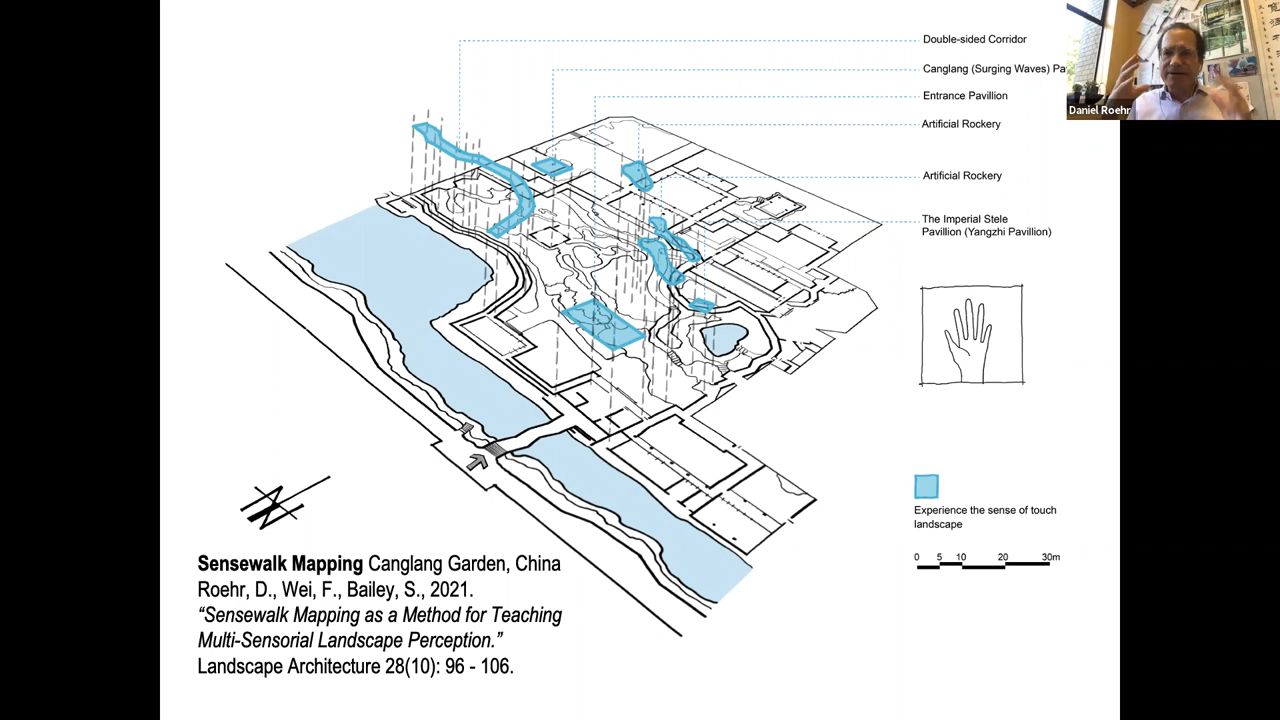 Double-sided Corridor
Canglang (Surging Waves) Pa
Entrance Pavillion
Artificial Rockery
Artificial Rockery
The Imperial Stele
Pavillion (Yangzhi Pavillion)
Daniel Roehr
Experience the sense of touch
landscape
0 5 10 20 30m
Sensewalk Mapping Canglang Garden, China
Roehr, D., Wei, F., Bailey, S., 2021.
“Sensewalk Mapping as a Method for Teaching
Multi-Sensorial Landscape Perception.”
Landscape Architecture 28(10): 96 - 106.